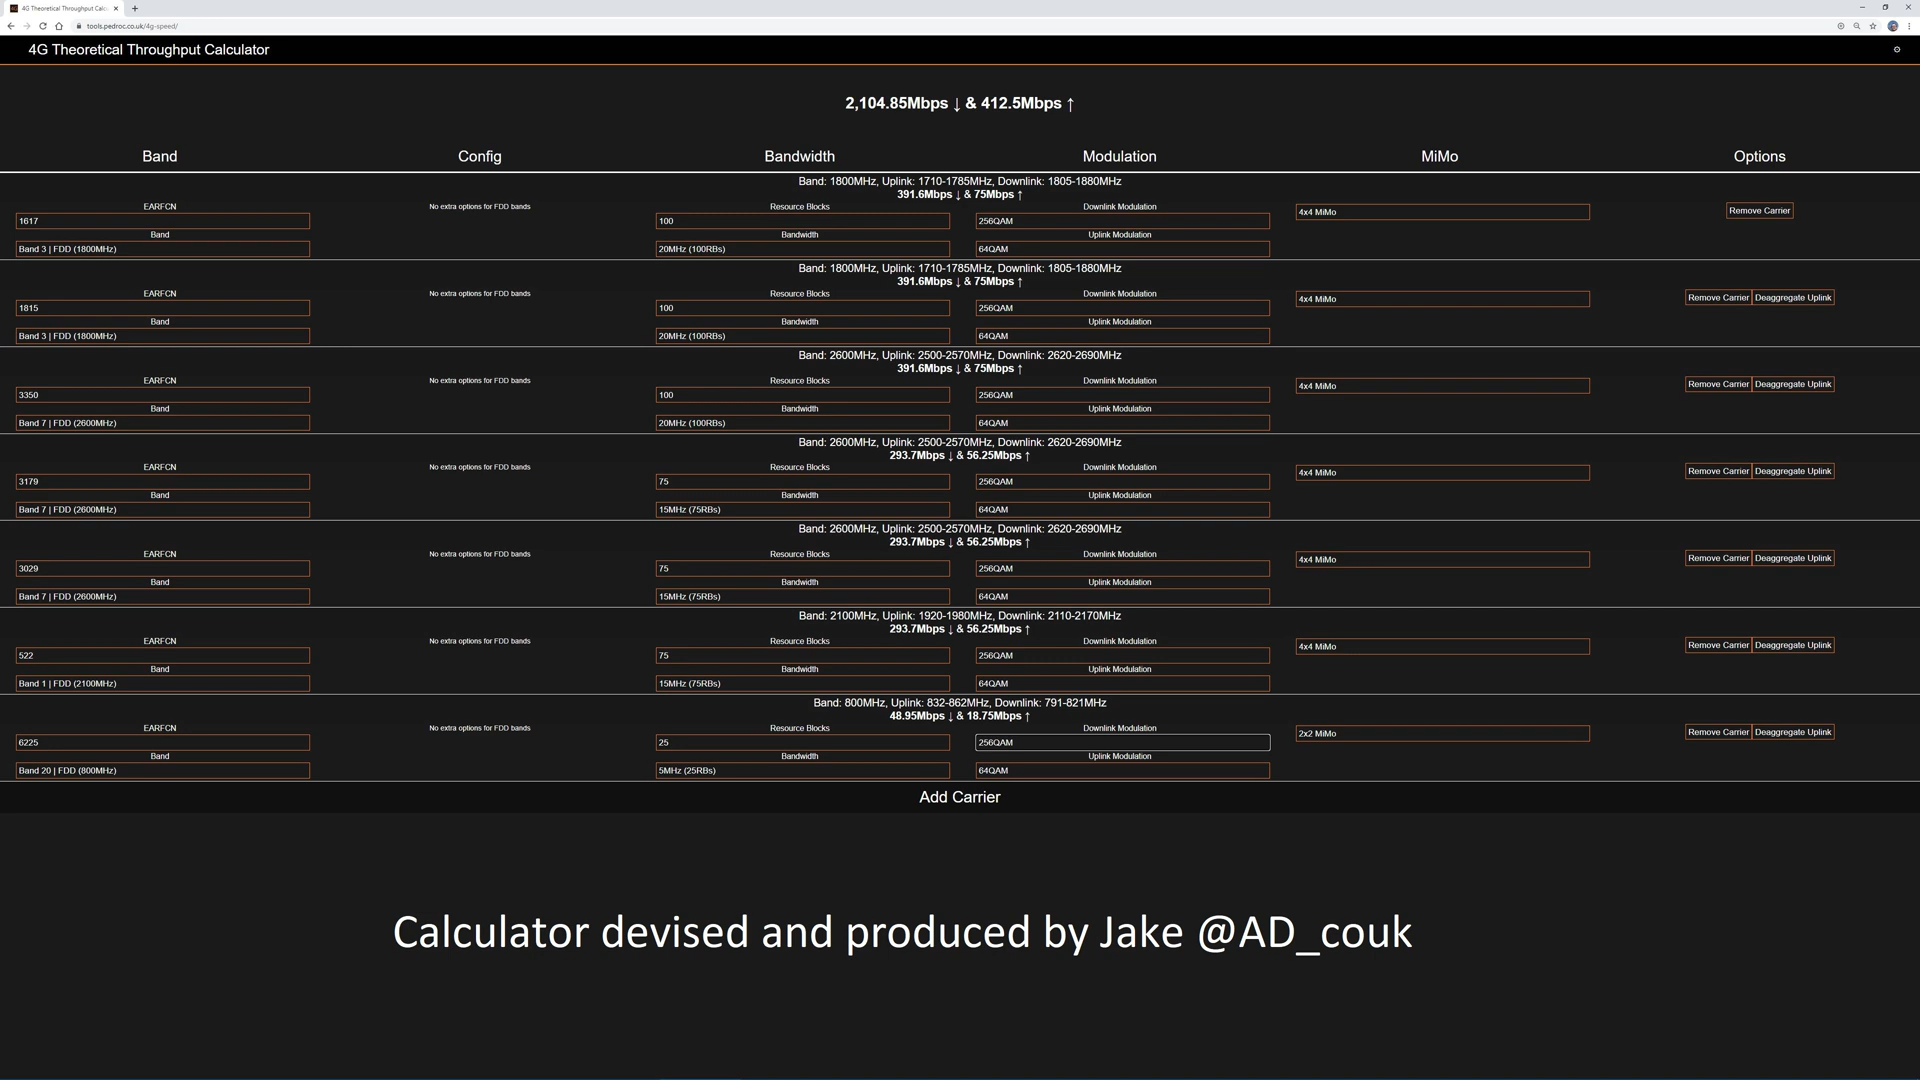 4G Theoretical Throughput Calc
tools.pedroc.co.uk/4g-speed/
4G Theoretical Throughput Calculator
2,104.85Mbps ↓ & 412.5Mbps ↑
Band Config Bandwidth Modulation MiMo Options
Band: 1800MHz, Uplink: 1710-1785MHz, Downlink: 1805-1880MHz
391.6Mbps ↓ & 75Mbps ↑
EARFCN No extra options for FDD bands Resource Blocks Downlink Modulation
1617 100 256QAM 4x4 MiMo Remove Carrier
Band Bandwidth Uplink Modulation
Band 3 | FDD (1800MHz) 20MHz (100RBs) 64QAM
Band: 1800MHz, Uplink: 1710-1785MHz, Downlink: 1805-1880MHz
391.6Mbps ↓ & 75Mbps ↑
EARFCN No extra options for FDD bands Resource Blocks Downlink Modulation
1815 100 256QAM 4x4 MiMo Remove Carrier Deaggregate Uplink
Band Bandwidth Uplink Modulation
Band 3 | FDD (1800MHz) 20MHz (100RBs) 64QAM
Band: 2600MHz, Uplink: 2500-2570MHz, Downlink: 2620-2690MHz
391.6Mbps ↓ & 75Mbps ↑
EARFCN No extra options for FDD bands Resource Blocks Downlink Modulation
3350 100 256QAM 4x4 MiMo Remove Carrier Deaggregate Uplink
Band Bandwidth Uplink Modulation
Band 7 | FDD (2600MHz) 20MHz (100RBs) 64QAM
Band: 2600MHz, Uplink: 2500-2570MHz, Downlink: 2620-2690MHz
293.7Mbps ↓ & 56.25Mbps ↑
EARFCN No extra options for FDD bands Resource Blocks Downlink Modulation
3179 75 256QAM 4x4 MiMo Remove Carrier Deaggregate Uplink
Band Bandwidth Uplink Modulation
Band 7 | FDD (2600MHz) 15MHz (75RBs) 64QAM
Band: 2600MHz, Uplink: 2500-2570MHz, Downlink: 2620-2690MHz
293.7Mbps ↓ & 56.25Mbps ↑
EARFCN No extra options for FDD bands Resource Blocks Downlink Modulation
3029 75 256QAM 4x4 MiMo Remove Carrier Deaggregate Uplink
Band Bandwidth Uplink Modulation
Band 7 | FDD (2600MHz) 15MHz (75RBs) 64QAM
Band: 2100MHz, Uplink: 1920-1980MHz, Downlink: 2110-2170MHz
293.7Mbps ↓ & 56.25Mbps ↑
EARFCN No extra options for FDD bands Resource Blocks Downlink Modulation
522 75 256QAM 4x4 MiMo Remove Carrier Deaggregate Uplink
Band Bandwidth Uplink Modulation
Band 1 | FDD (2100MHz) 15MHz (75RBs) 64QAM
Band: 800MHz, Uplink: 832-862MHz, Downlink: 791-821MHz
48.95Mbps ↓ & 18.75Mbps ↑
EARFCN No extra options for FDD bands Resource Blocks Downlink Modulation
6225 25 256QAM 2x2 MiMo Remove Carrier Deaggregate Uplink
Band Bandwidth Uplink Modulation
Band 20 | FDD (800MHz) 5MHz (25RBs) 64QAM
Add Carrier
Calculator devised and produced by Jake @AD_couk